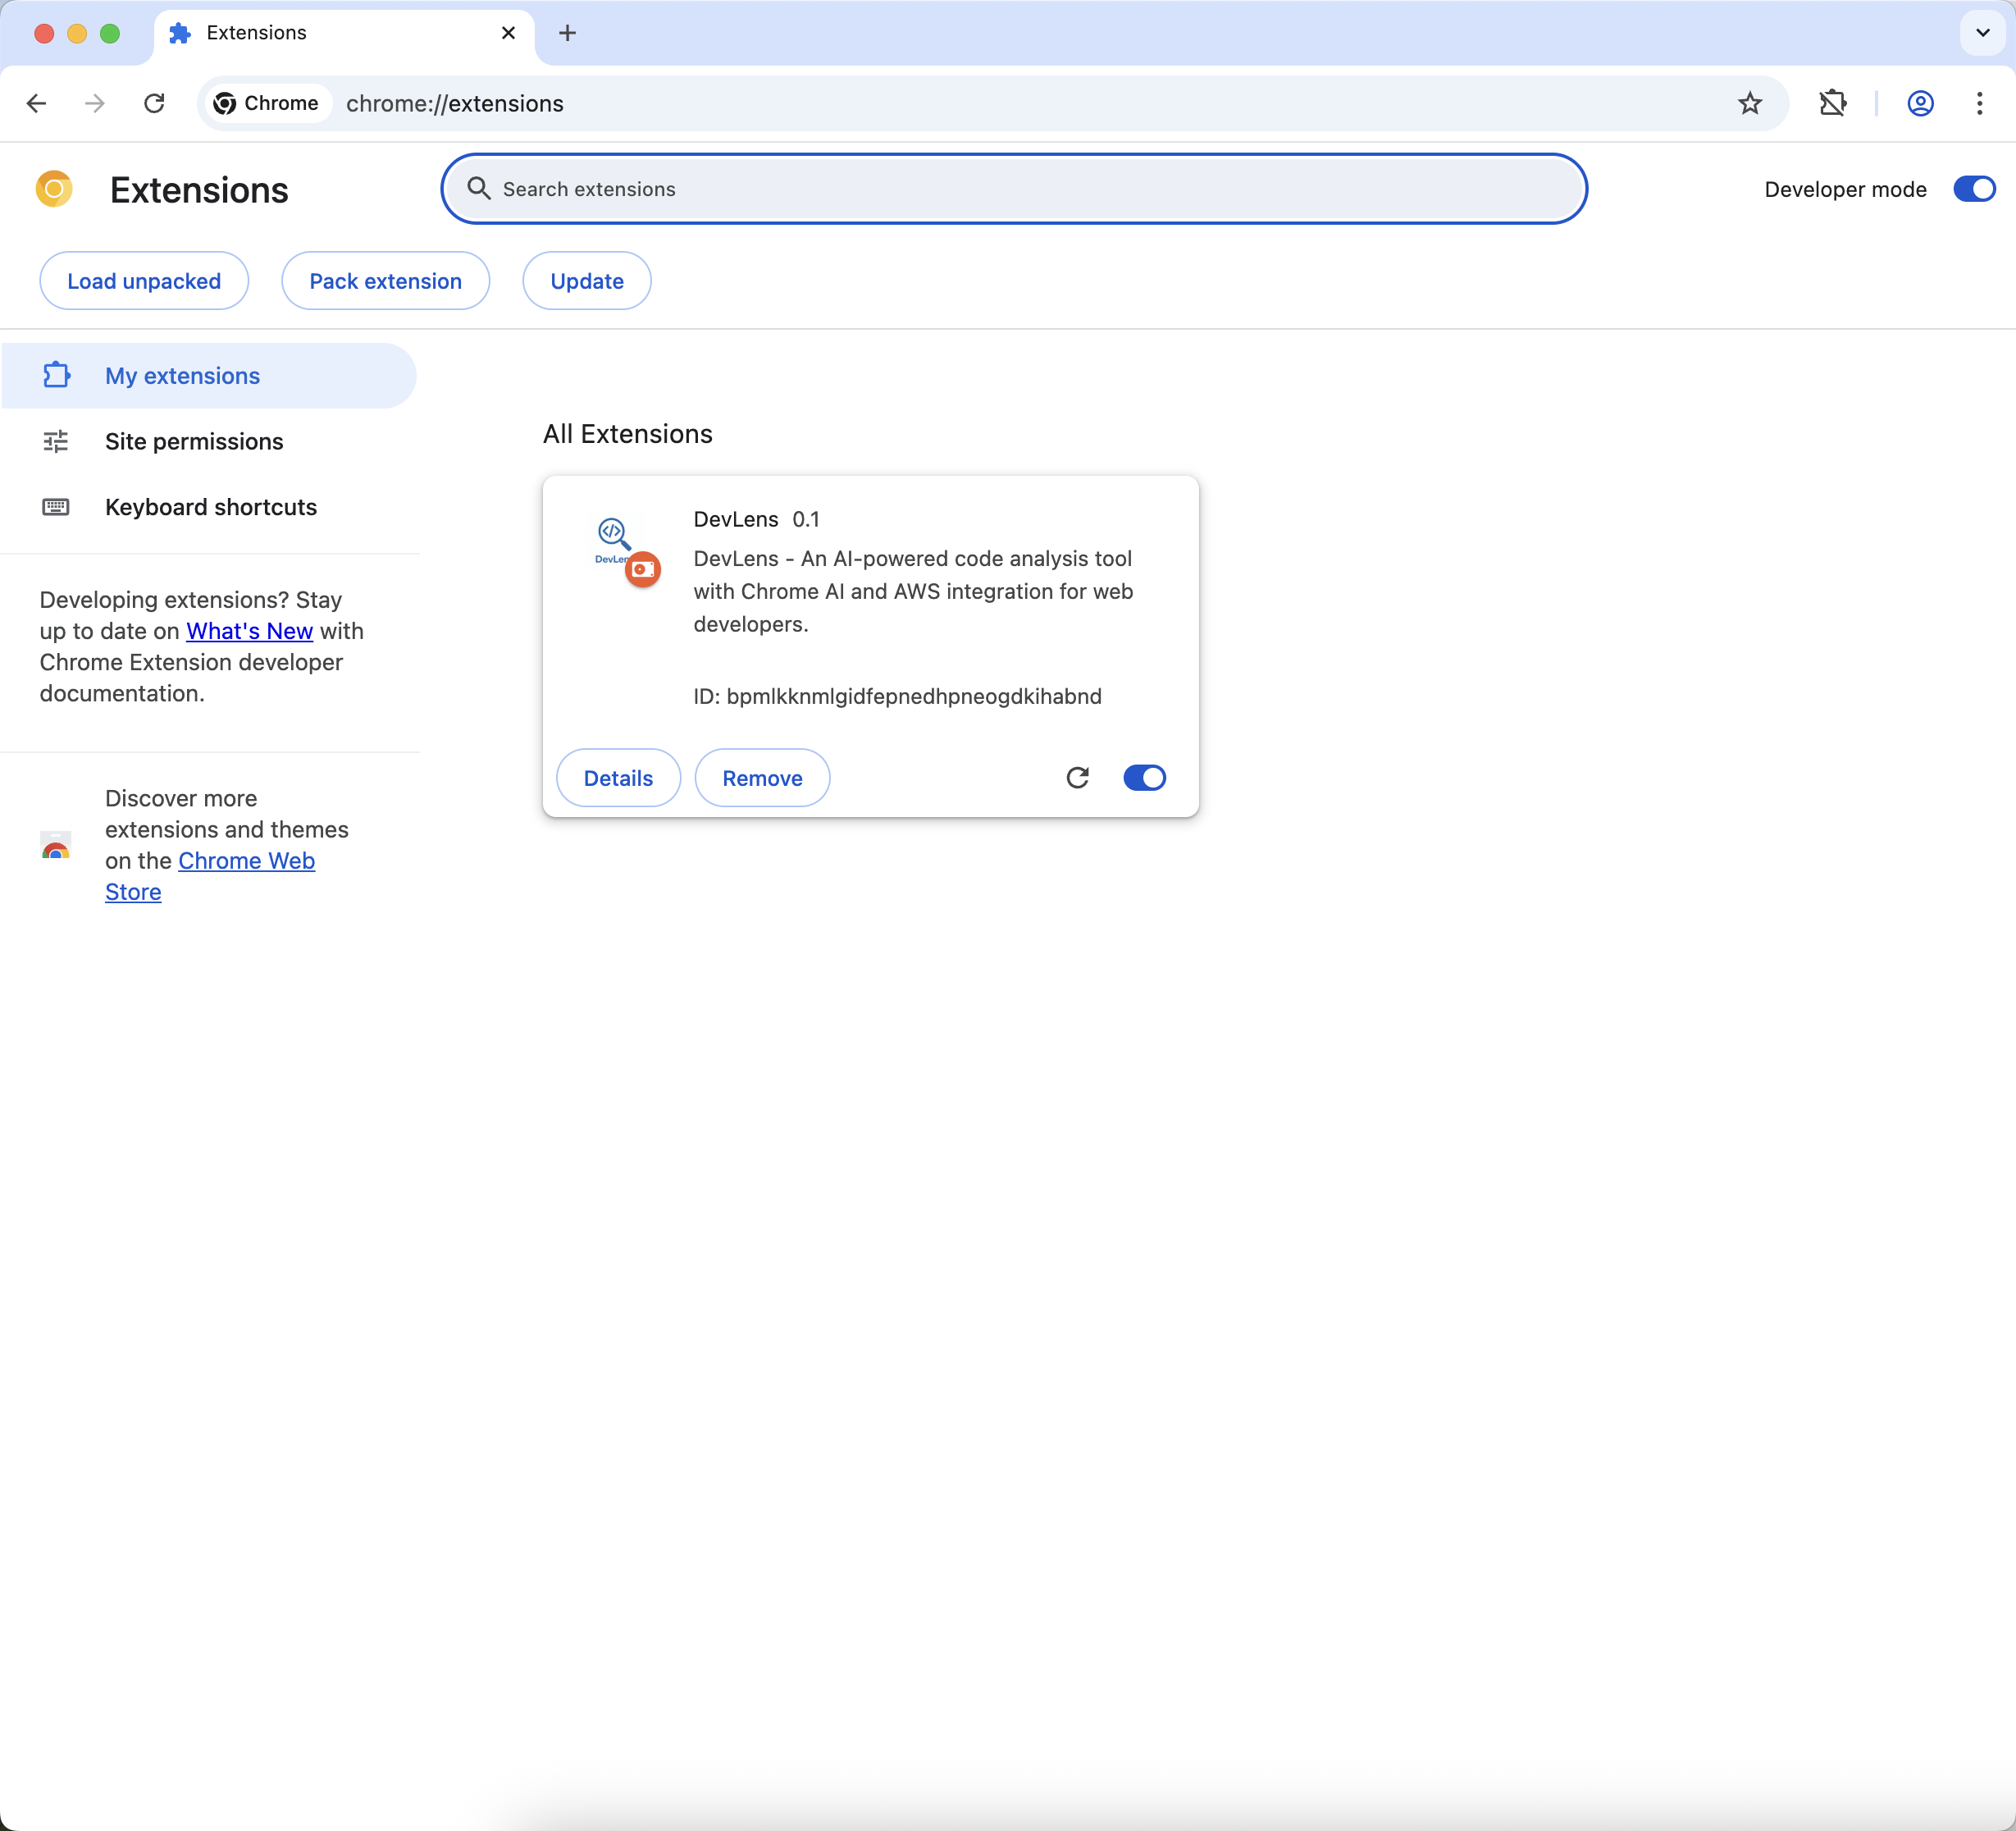 Extensions
Chrome
chrome://extensions
Extensions
Search extensions
Developer mode
Load unpacked
Pack extension
Update
My extensions
Site permissions
Keyboard shortcuts
Developing extensions? Stay
up to date on What's New with
Chrome Extension developer
documentation.
Discover more
extensions and themes
on the Chrome Web
Store
All Extensions
DevLens 0.1
DevLens - An AI-powered code analysis tool
with Chrome AI and AWS integration for web
developers.
ID: bpmlkknmlgidfepnedhpneogdkihabnd
Details
Remove